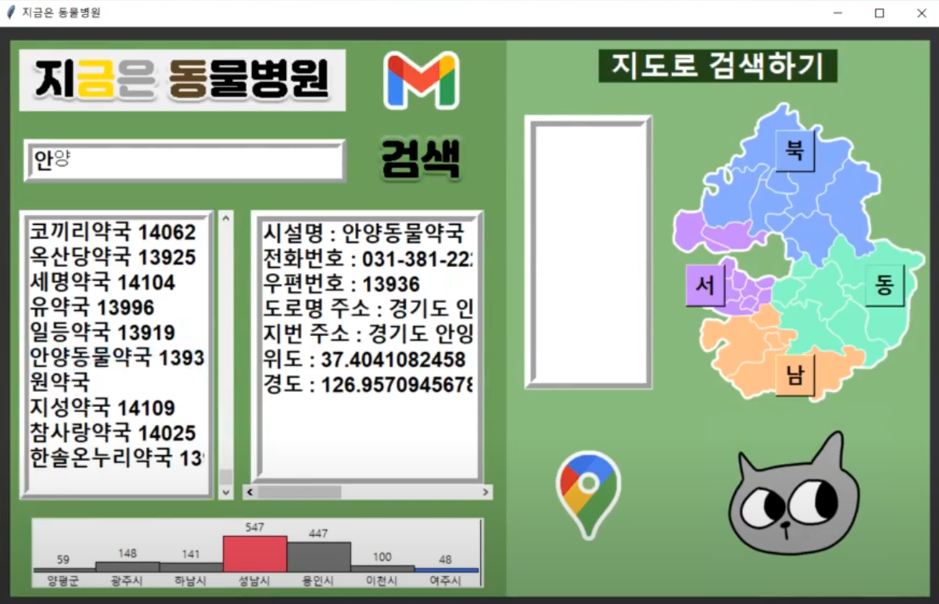 지금은 동물병원
지금은 동물병원
안양
검색
코끼리약국 14062
옥산당약국 13925
세명약국 14104
유약국 13996
일등약국 13919
안양동물약국 1393
원약국
지성약국 14109
참사랑약국 14025
한솔온누리약국 13
시설명 : 안양동물약국
전화번호 : 031-381-222
우편번호 : 13936
도로명 주소 : 경기도 안
지번 주소 : 경기도 안양
위도 : 37.4041082458
경도 : 126.9570945678
59 148 141 547 447 100 48
양평군 광주시 하남시 성남시 용인시 이천시 여주시
지도로 검색하기
북
서
동
남